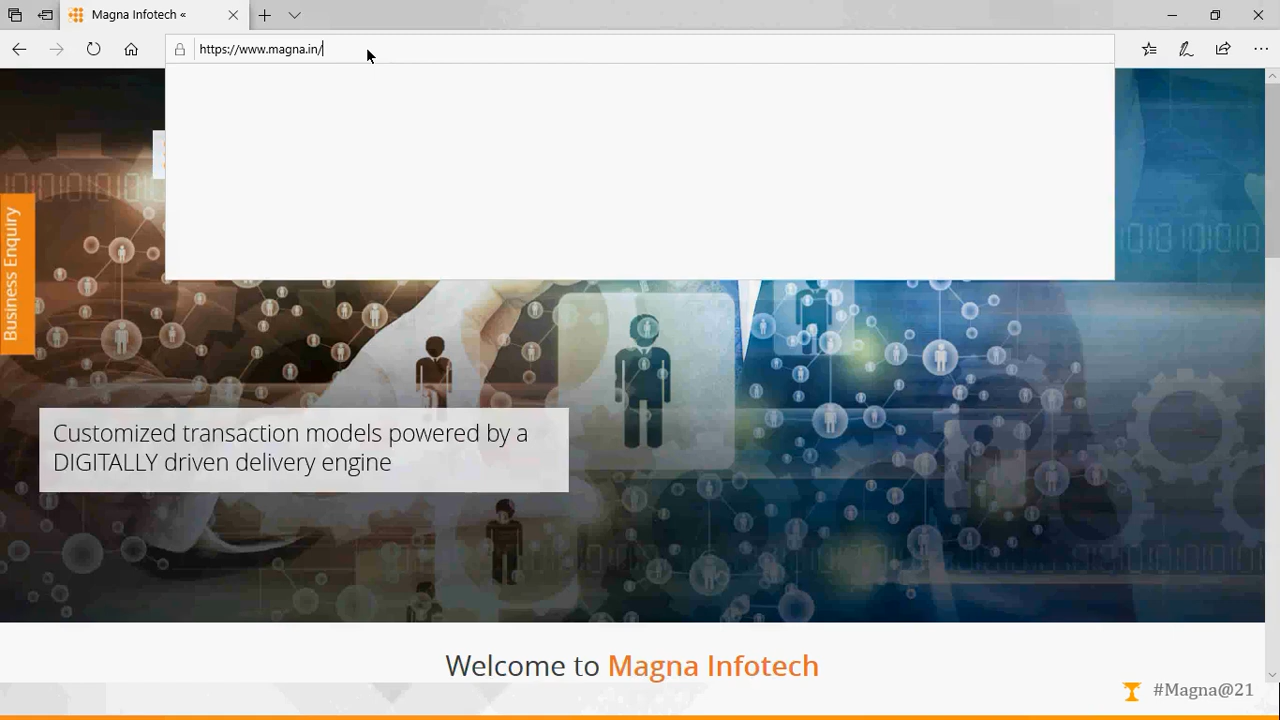 Magna Infotech «
https://www.magna.in/
Business Enquiry
Customized transaction models powered by a
DIGITALLY driven delivery engine
Welcome to Magna Infotech
#Magna@21